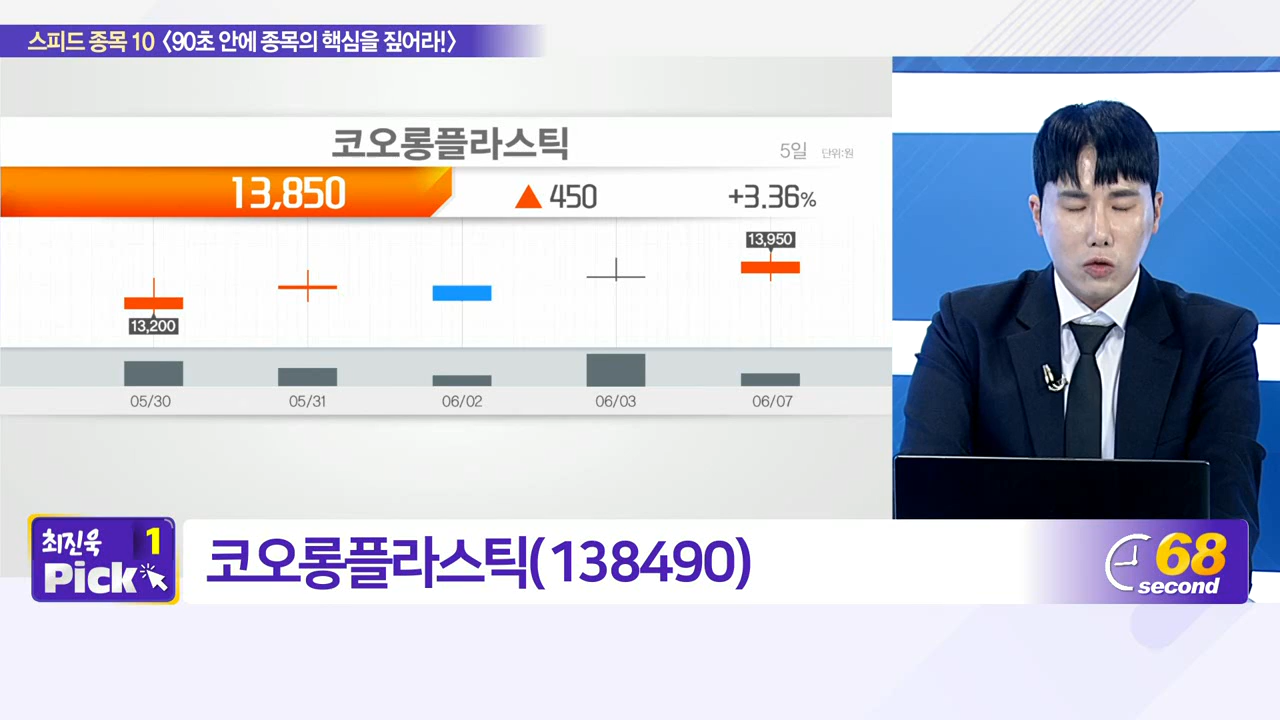 스피드 종목 10 〈90초 안에 종목의 핵심을 짚어라!〉
코오롱플라스틱
5일 단위:원
13,850 ▲450 +3.36%
13,950
13,200
05/30 05/31 06/02 06/03 06/07
최진욱 1
Pick
코오롱플라스틱(138490)
68
second